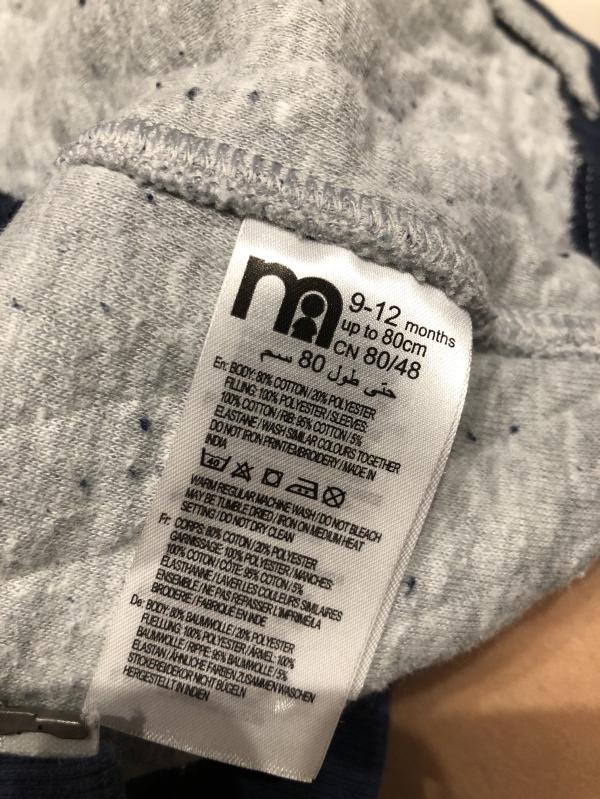 m
9-12 months
up to 80cm
CN 80/48
حتى طول 80 سم
En: BODY: 80% COTTON / 20% POLYESTER
FILLING: 100% POLYESTER / SLEEVES:
100% COTTON / RIB: 95% COTTON / 5%
ELASTANE / WASH SIMILAR COLOURS TOGETHER
DO NOT IRON PRINT/EMBROIDERY / MADE IN
INDIA
40
WARM REGULAR MACHINE WASH / DO NOT BLEACH
MAY BE TUMBLE DRIED / IRON ON MEDIUM HEAT
SETTING / DO NOT DRY CLEAN
Fr: CORPS: 80% COTON / 20% POLYESTER
GARNISSAGE: 100% POLYESTER / MANCHES:
100% COTON / CÔTE: 95% COTON / 5%
ELASTHANNE / LAVER LES COULEURS SIMILAIRES
ENSEMBLE / NE PAS REPASSER L'IMPRIMÉ/LA
BRODERIE / FABRIQUÉ EN INDE
De: BODY: 80% BAUMWOLLE / 20% POLYESTER
FUELLUNG: 100% POLYESTER / ÄRMEL: 100%
BAUMWOLLE / RIPPE: 95% BAUMWOLLE / 5%
ELASTAN / ÄHNLICHE FARBEN ZUSAMMEN WASCHEN
STICKEREIDEKOR NICHT BÜGELN
HERGESTELLT IN INDIEN